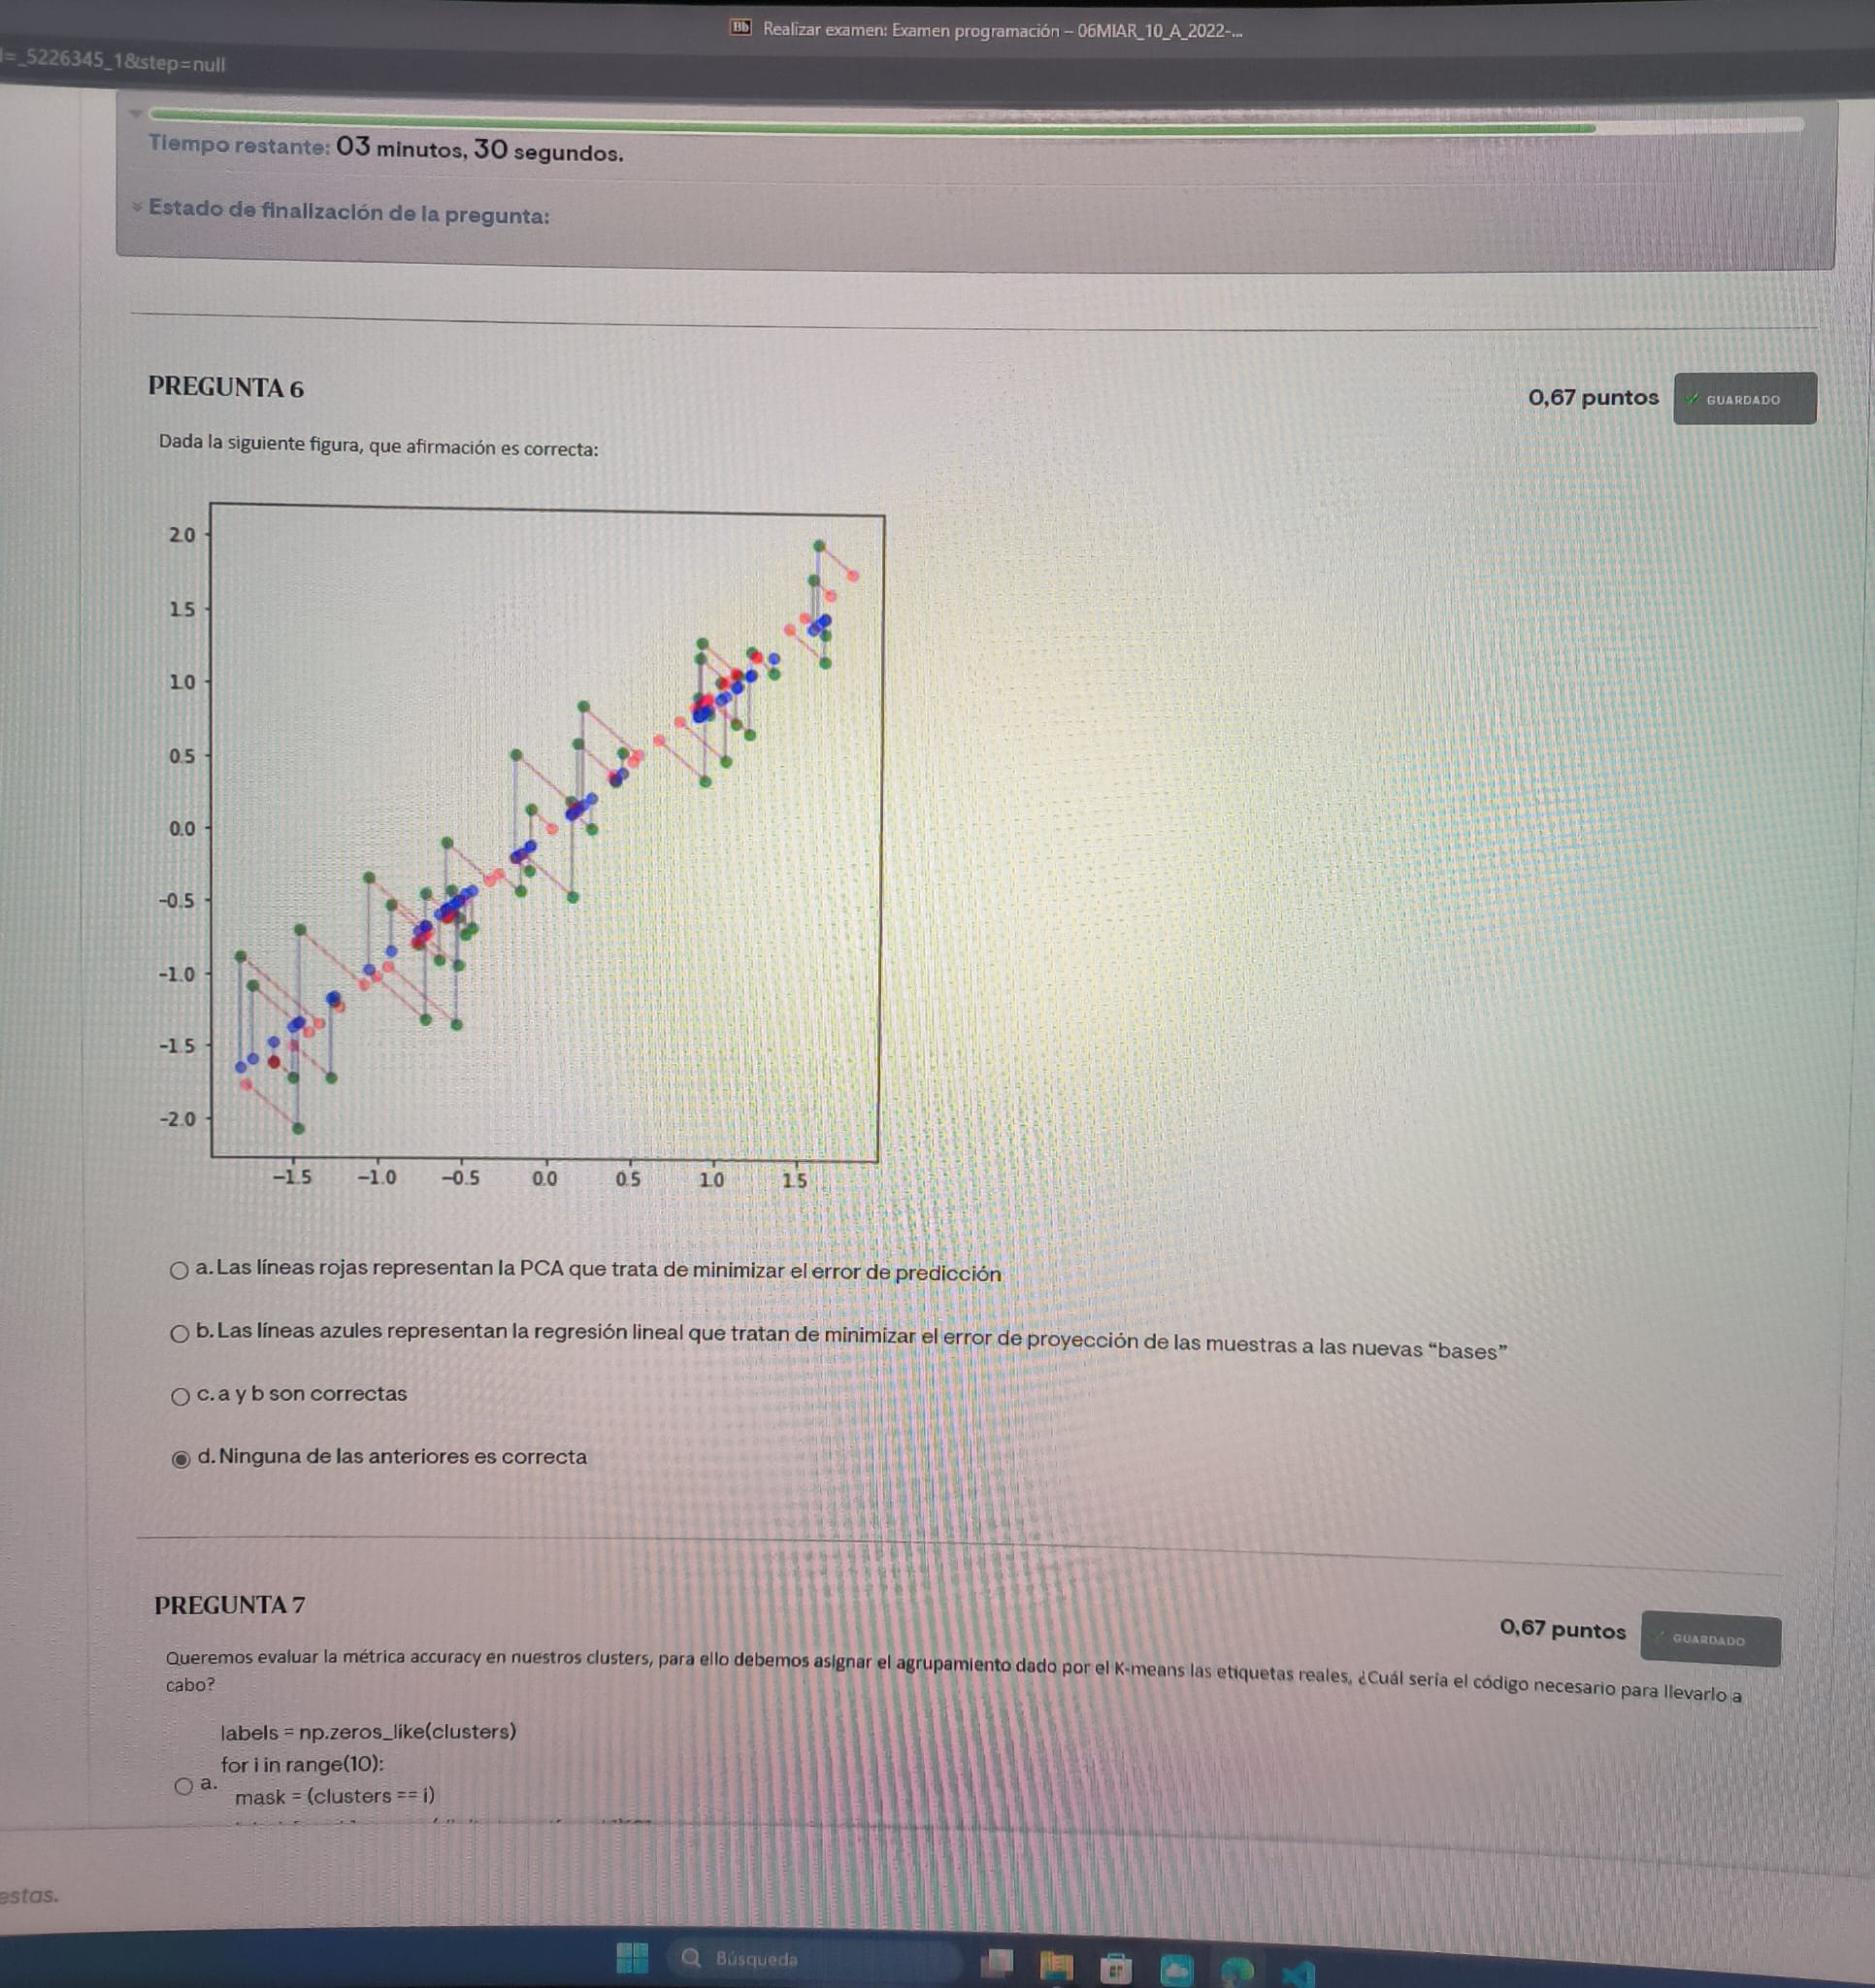 Bb Realizar examen: Examen programación – 06MIAR_10_A_2022-...
=_5226345_1&step=null
Tiempo restante: 03 minutos, 30 segundos.
Estado de finalización de la pregunta:
PREGUNTA 6
0,67 puntos
GUARDADO
Dada la siguiente figura, que afirmación es correcta:
2.0
1.5
1.0
0.5
0.0
-0.5
-1.0
-1.5
-2.0
-1.5 -1.0 -0.5 0.0 0.5 1.0 1.5
a. Las líneas rojas representan la PCA que trata de minimizar el error de predicción
b. Las líneas azules representan la regresión lineal que tratan de minimizar el error de proyección de las muestras a las nuevas “bases”
c. a y b son correctas
d. Ninguna de las anteriores es correcta
PREGUNTA 7
0,67 puntos
GUARDADO
Queremos evaluar la métrica accuracy en nuestros clusters, para ello debemos asignar el agrupamiento dado por el K-means las etiquetas reales, ¿Cuál sería el código necesario para llevarlo a
cabo?
labels = np.zeros_like(clusters)
for i in range(10):
a.
mask = (clusters == i)
estas.
Búsqueda